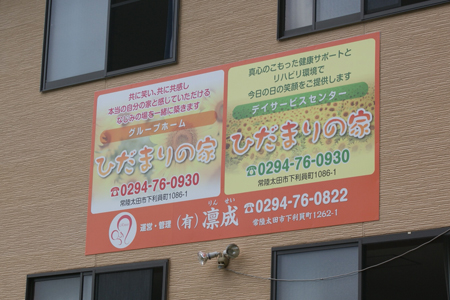 共に笑い、共に共感し
本当の自分の家と感じていただける
なごみの場を一緒に築きます
グループホーム
ひだまりの家
☎0294-76-0930
常陸太田市下利員町1086-1
真心のこもった健康サポートと
リハビリ環境で
今日の日の笑顔をご提供します
デイサービスセンター
ひだまりの家
☎0294-76-0930
常陸太田市下利員町1086-1
運営・管理 (有)凛成 ☎0294-76-0822
りん せい
常陸太田市下利員町1262-1